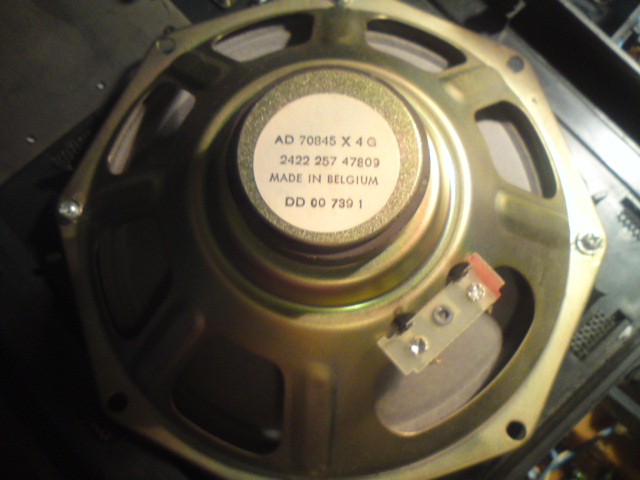 AD 70845 X 4 G
2422 257 47809
MADE IN BELGIUM
DD 00 739 1